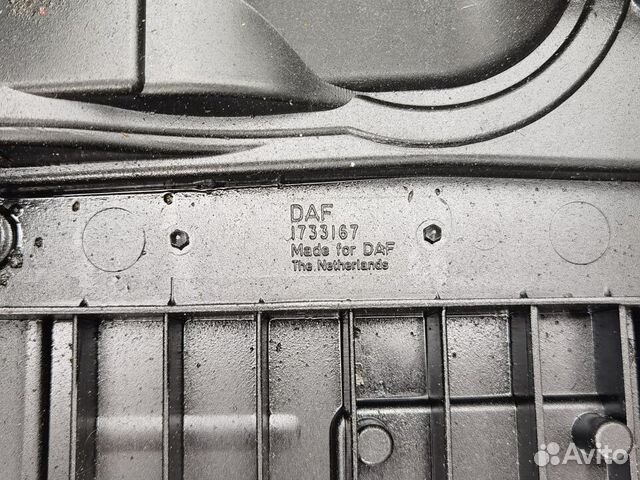 DAF
1733167
Made for DAF
The Netherlands
Avito